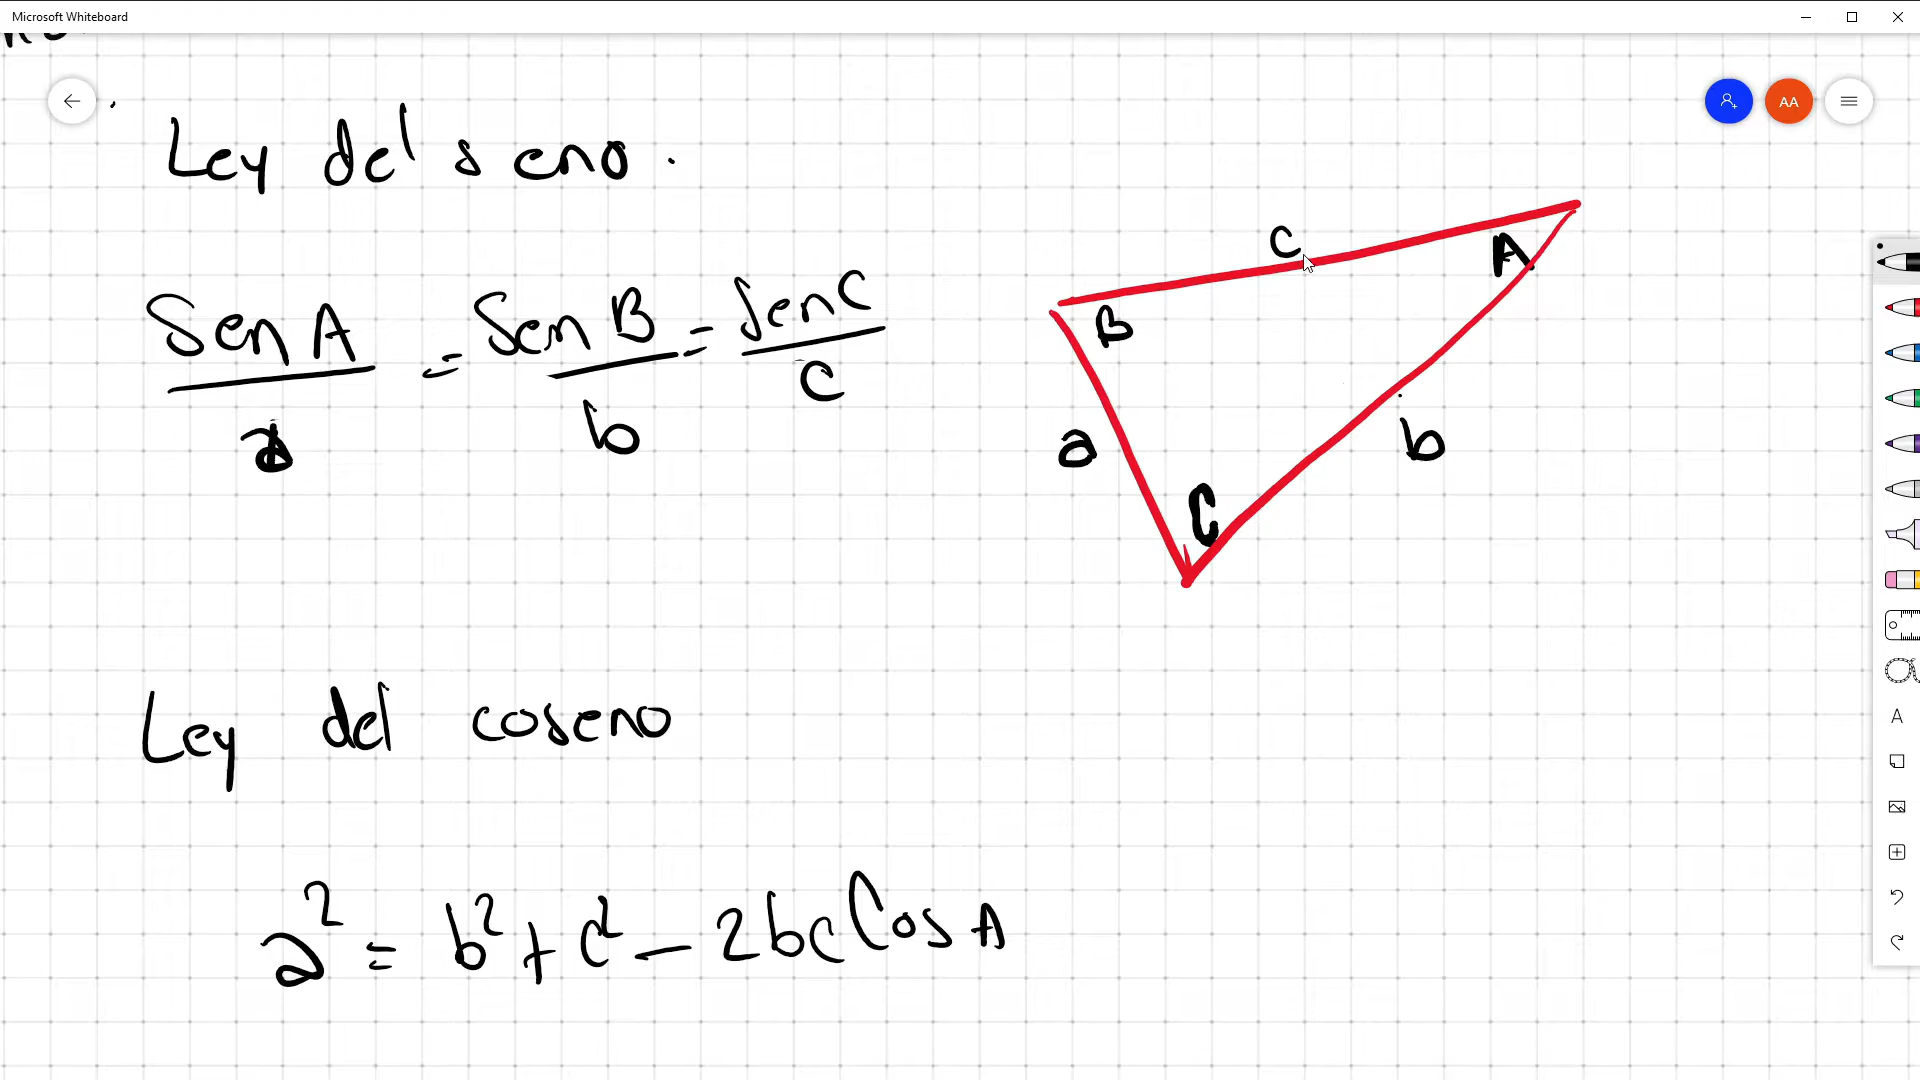 Microsoft Whiteboard
Ley del seno.
AA
Sen A / a = Sen B / b = Sen C / c
c
A
B
a
b
C
A
Ley del coseno
a² = b² + c² - 2bc Cos A